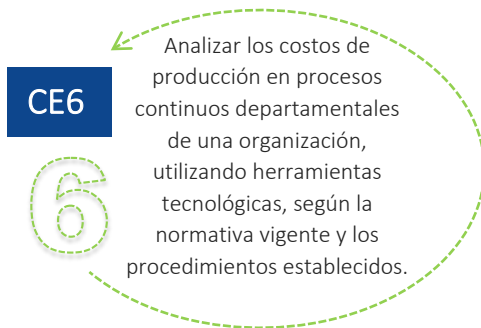 Analizar los costos de
producción en procesos
continuos departamentales
de una organización,
utilizando herramientas
tecnológicas, según la
normativa vigente y los
procedimientos establecidos.
CE6
6